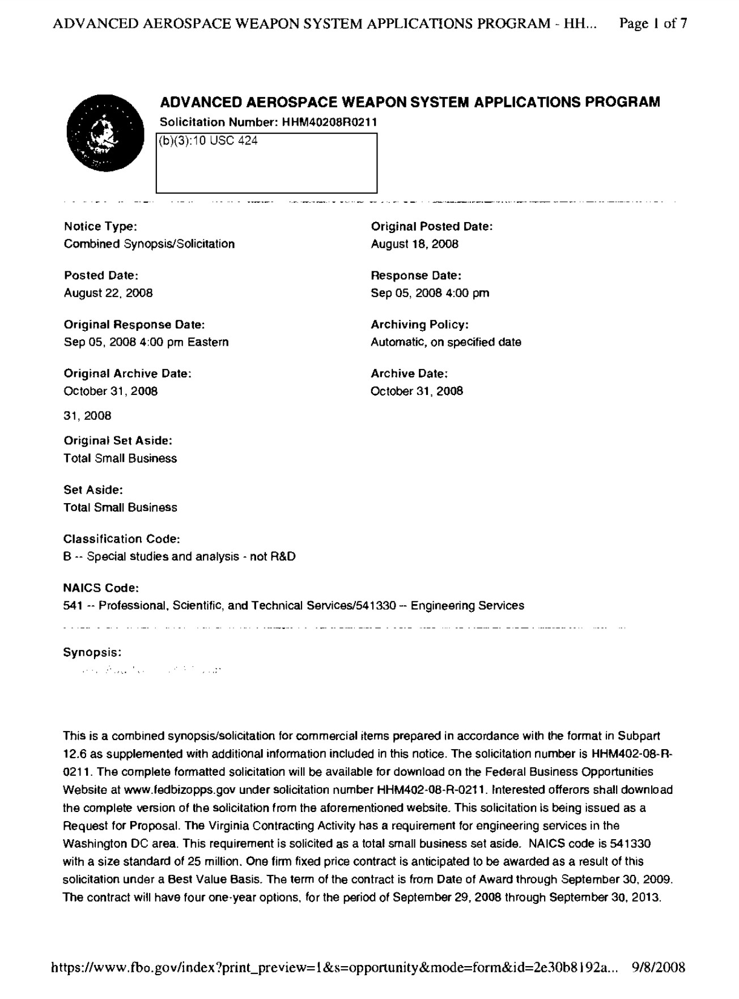 ADVANCED AEROSPACE WEAPON SYSTEM APPLICATIONS PROGRAM - HH... Page 1 of 7
ADVANCED AEROSPACE WEAPON SYSTEM APPLICATIONS PROGRAM
Solicitation Number: HHM40208R0211
(b)(3):10 USC 424
Notice Type: Original Posted Date:
Combined Synopsis/Solicitation August 18, 2008
Posted Date: Response Date:
August 22, 2008 Sep 05, 2008 4:00 pm
Original Response Date: Archiving Policy:
Sep 05, 2008 4:00 pm Eastern Automatic, on specified date
Original Archive Date: Archive Date:
October 31, 2008 October 31, 2008
31, 2008
Original Set Aside:
Total Small Business
Set Aside:
Total Small Business
Classification Code:
B -- Special studies and analysis - not R&D
NAICS Code:
541 -- Professional, Scientific, and Technical Services/541330 -- Engineering Services
Synopsis:
This is a combined synopsis/solicitation for commercial items prepared in accordance with the format in Subpart
12.6 as supplemented with additional information included in this notice. The solicitation number is HHM402-08-R-
0211. The complete formatted solicitation will be available for download on the Federal Business Opportunities
Website at www.fedbizopps.gov under solicitation number HHM402-08-R-0211. Interested offerors shall download
the complete version of the solicitation from the aforementioned website. This solicitation is being issued as a
Request for Proposal. The Virginia Contracting Activity has a requirement for engineering services in the
Washington DC area. This requirement is solicited as a total small business set aside. NAICS code is 541330
with a size standard of 25 million. One firm fixed price contract is anticipated to be awarded as a result of this
solicitation under a Best Value Basis. The term of the contract is from Date of Award through September 30, 2009.
The contract will have four one-year options, for the period of September 29, 2008 through September 30, 2013.
https://www.fbo.gov/index?print_preview=1&s=opportunity&mode=form&id=2e30b8192a... 9/8/2008